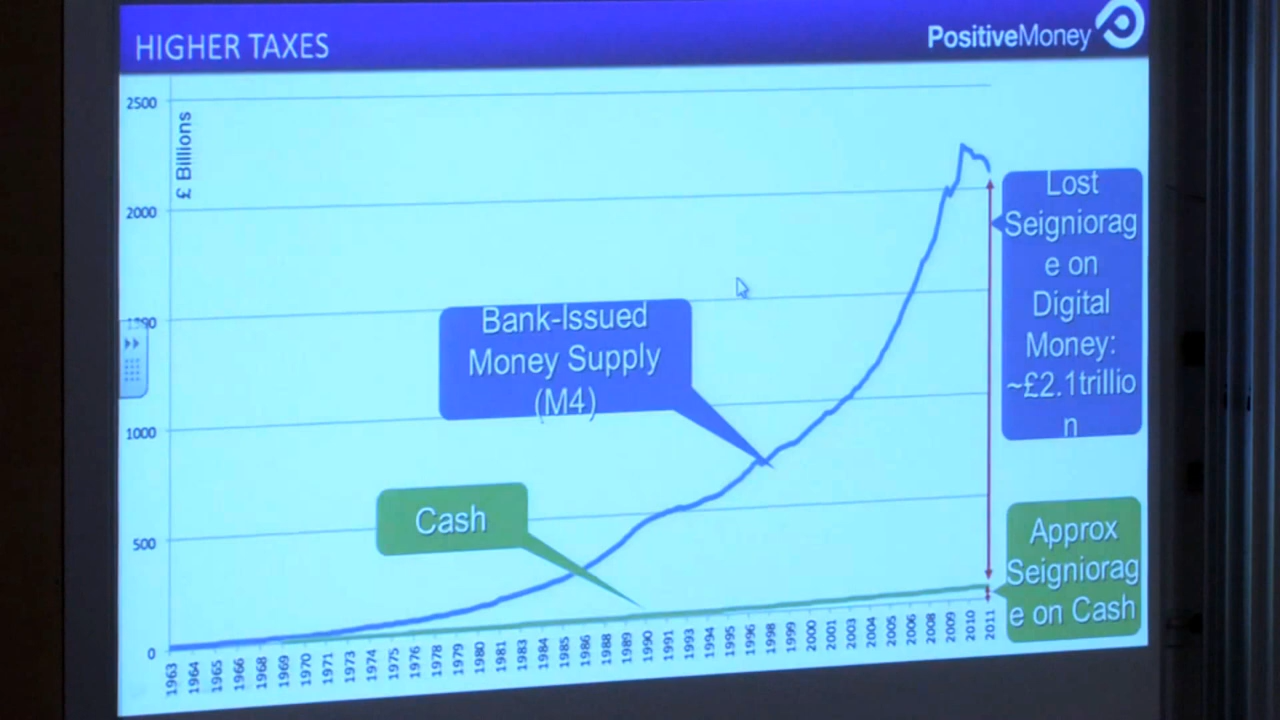 HIGHER TAXES
PositiveMoney
2500
£ Billions
2000
1500
1000
500
0
Bank-Issued
Money Supply
(M4)
Cash
Lost
Seigniorag
e on
Digital
Money:
~£2.1trillio
n
Approx
Seigniorag
e on Cash
1963 1964 1965 1966 1968 1969 1970 1971 1973 1974 1975 1976 1978 1979 1980 1981 1983 1984 1985 1986 1988 1989 1990 1991 1993 1994 1995 1996 1998 1999 2000 2001 2003 2004 2005 2006 2008 2009 2010 2011